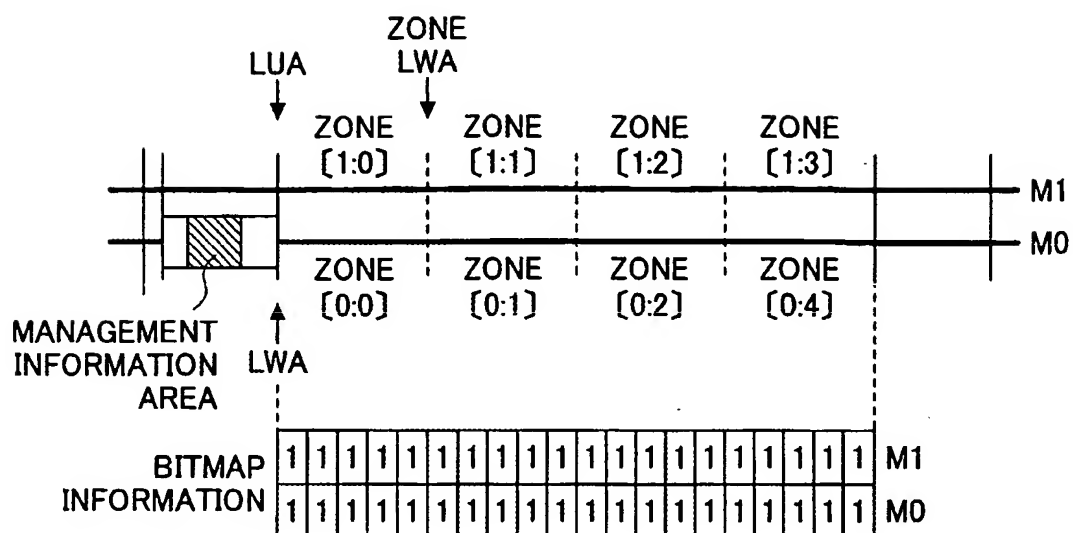 ZONE
LWA
LUA
ZONE
[1:0]
ZONE
[1:1]
ZONE
[1:2]
ZONE
[1:3]
M1
M0
ZONE
[0:0]
ZONE
[0:1]
ZONE
[0:2]
ZONE
[0:4]
MANAGEMENT
INFORMATION
AREA
LWA
BITMAP
INFORMATION
1 1 1 1 1 1 1 1 1 1 1 1 1 1 1 1 1 1 1 1 M1
1 1 1 1 1 1 1 1 1 1 1 1 1 1 1 1 1 1 1 1 M0